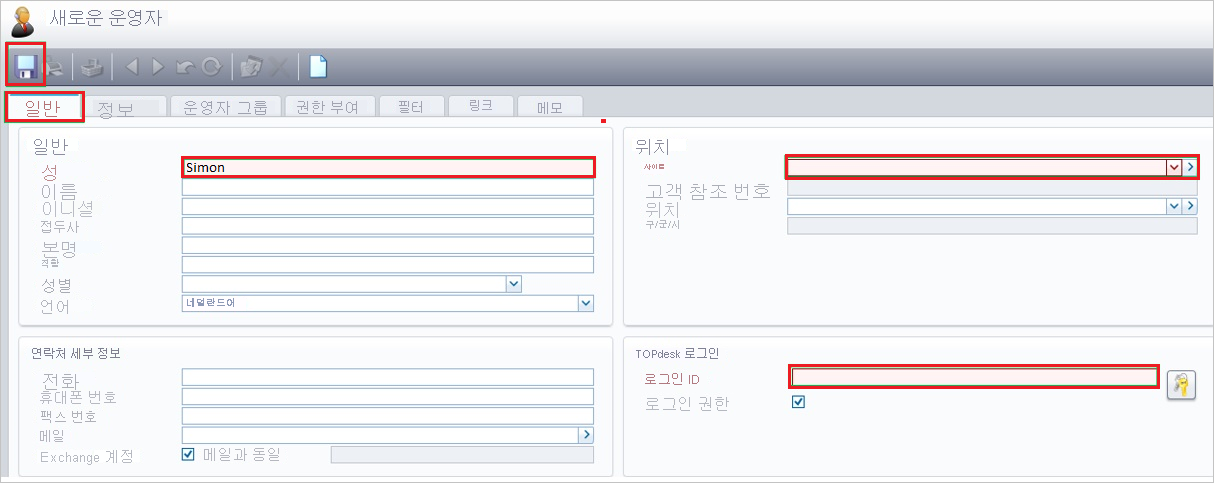 새로운 운영자
일반 정보 운영자 그룹 권한 부여 필터 링크 메모
일반
성 Simon
이름
이니셜
접두사
본명
직함
성별
언어 네덜란드어
위치
사이트
고객 참조 번호
위치
구/군/시
연락처 세부 정보
전화
휴대폰 번호
팩스 번호
메일
Exchange 계정 메일과 동일
TOPdesk 로그인
로그인 ID
로그인 권한